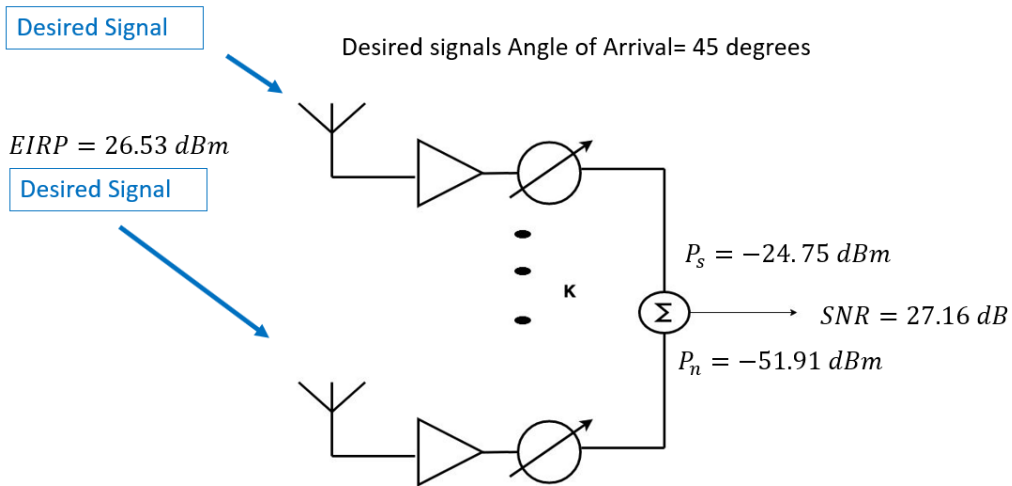 Desired Signal
Desired signals Angle of Arrival= 45 degrees
EIRP = 26.53 dBm
Desired Signal
P_s = −24.75 dBm
K
Σ
SNR = 27.16 dB
P_n = −51.91 dBm